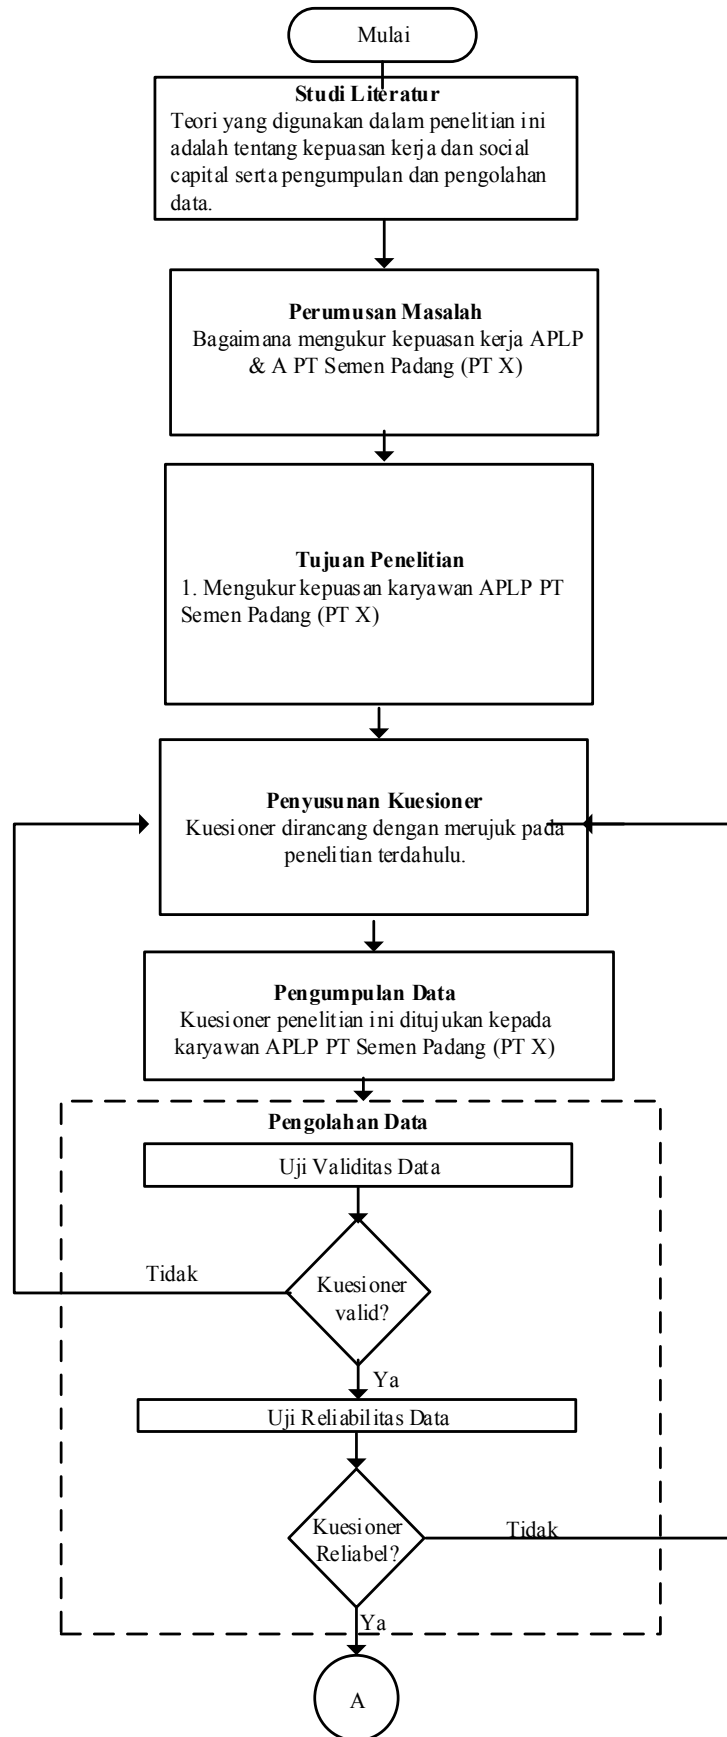 Mulai
Studi Literatur
Teori yang digunakan dalam penelitian ini
adalah tentang kepuasan kerja dan social
capital serta pengumpulan dan pengolahan
data.
Perumusan Masalah
Bagaimana mengukur kepuasan kerja APLP
& A PT Semen Padang (PT X)
Tujuan Penelitian
1. Mengukur kepuasan karyawan APLP PT
Semen Padang (PT X)
Penyusunan Kuesioner
Kuesioner dirancang dengan merujuk pada
penelitian terdahulu.
Pengumpulan Data
Kuesioner penelitian ini ditujukan kepada
karyawan APLP PT Semen Padang (PT X)
Pengolahan Data
Uji Validitas Data
Tidak
Kuesioner
valid?
Ya
Uji Reliabilitas Data
Kuesioner
Reliabel?
Tidak
Ya
A